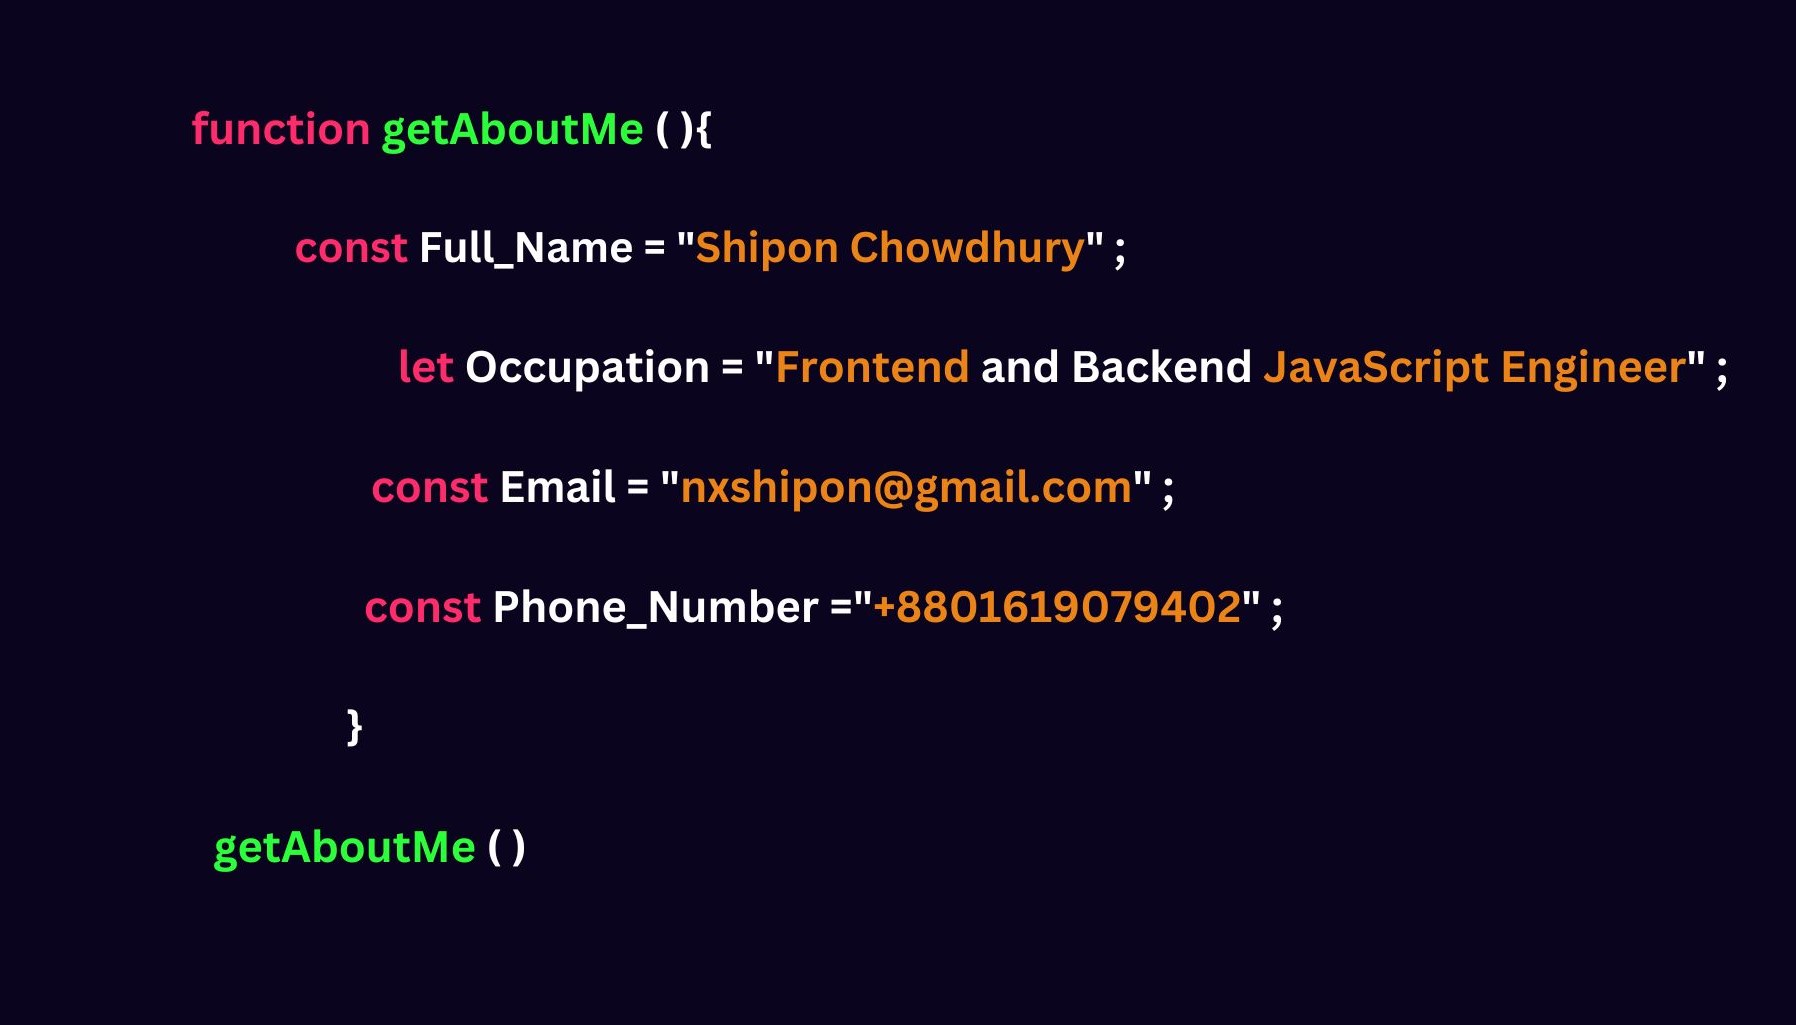 function getAboutMe ( ){
const Full_Name = "Shipon Chowdhury" ;
let Occupation = "Frontend and Backend JavaScript Engineer" ;
const Email = "nxshipon@gmail.com" ;
const Phone_Number ="+8801619079402" ;
}
getAboutMe ( )